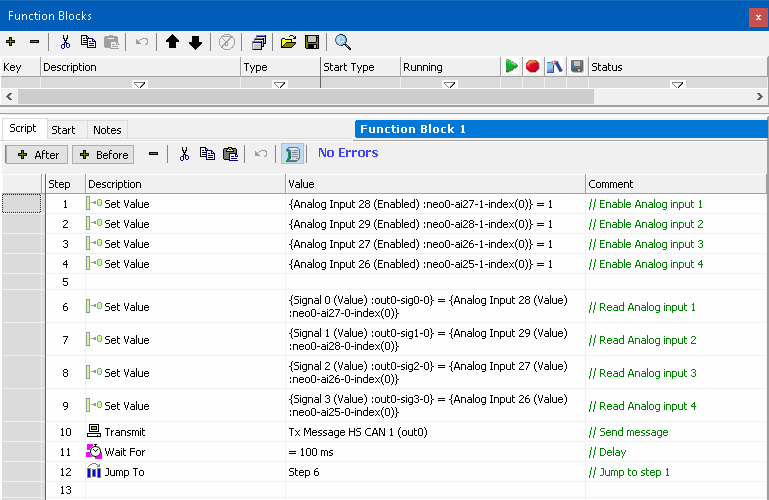 Function Blocks
x
Key Description Type Start Type Running Status
Script Start Notes Function Block 1
After Before No Errors
Step Description Value Comment
1 Set Value {Analog Input 28 (Enabled) :neo0-ai27-1-index(0)} = 1 // Enable Analog input 1
2 Set Value {Analog Input 29 (Enabled) :neo0-ai28-1-index(0)} = 1 // Enable Analog input 2
3 Set Value {Analog Input 27 (Enabled) :neo0-ai26-1-index(0)} = 1 // Enable Analog input 3
4 Set Value {Analog Input 26 (Enabled) :neo0-ai25-1-index(0)} = 1 // Enable Analog input 4
5
6 Set Value {Signal 0 (Value) :out0-sig0-0} = {Analog Input 28 (Value)
:neo0-ai27-0-index(0)} // Read Analog input 1
7 Set Value {Signal 1 (Value) :out0-sig1-0} = {Analog Input 29 (Value)
:neo0-ai28-0-index(0)} // Read Analog input 2
8 Set Value {Signal 2 (Value) :out0-sig2-0} = {Analog Input 27 (Value)
:neo0-ai26-0-index(0)} // Read Analog input 3
9 Set Value {Signal 3 (Value) :out0-sig3-0} = {Analog Input 26 (Value)
:neo0-ai25-0-index(0)} // Read Analog input 4
10 Transmit Tx Message HS CAN 1 (out0) // Send message
11 Wait For = 100 ms // Delay
12 Jump To Step 6 // Jump to step 1
13